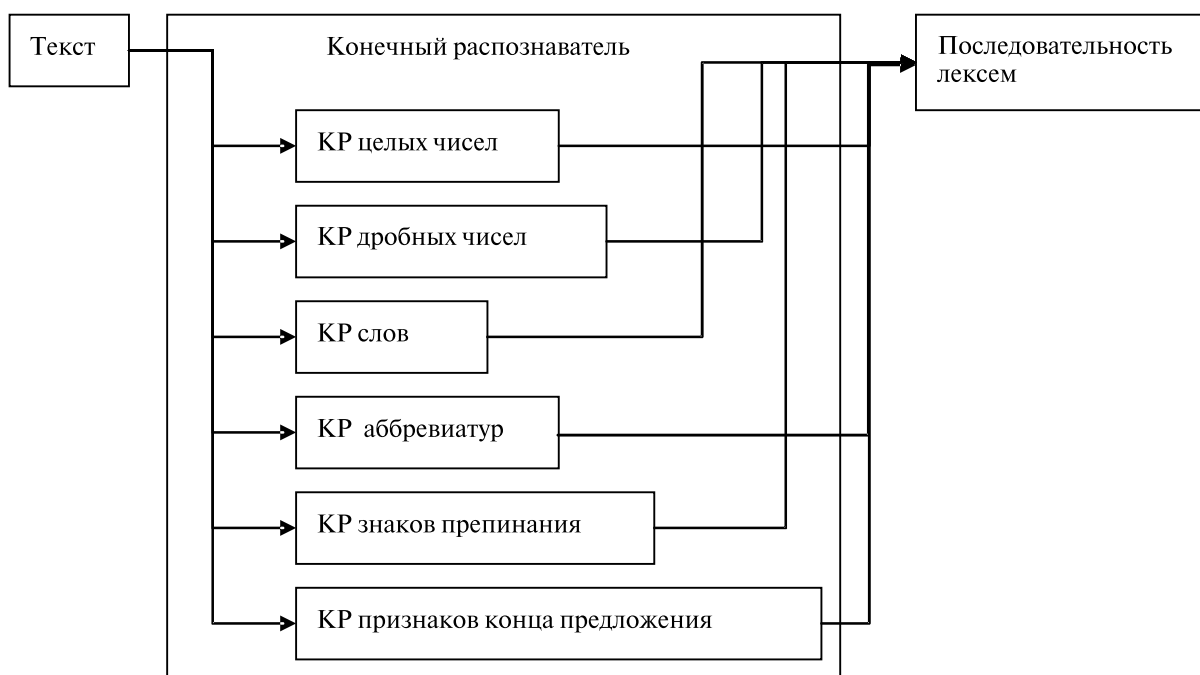 Текст
Конечный распознаватель
Последовательность
лексем
КР целых чисел
КР дробных чисел
КР слов
КР аббревиатур
КР знаков препинания
КР признаков конца предложения